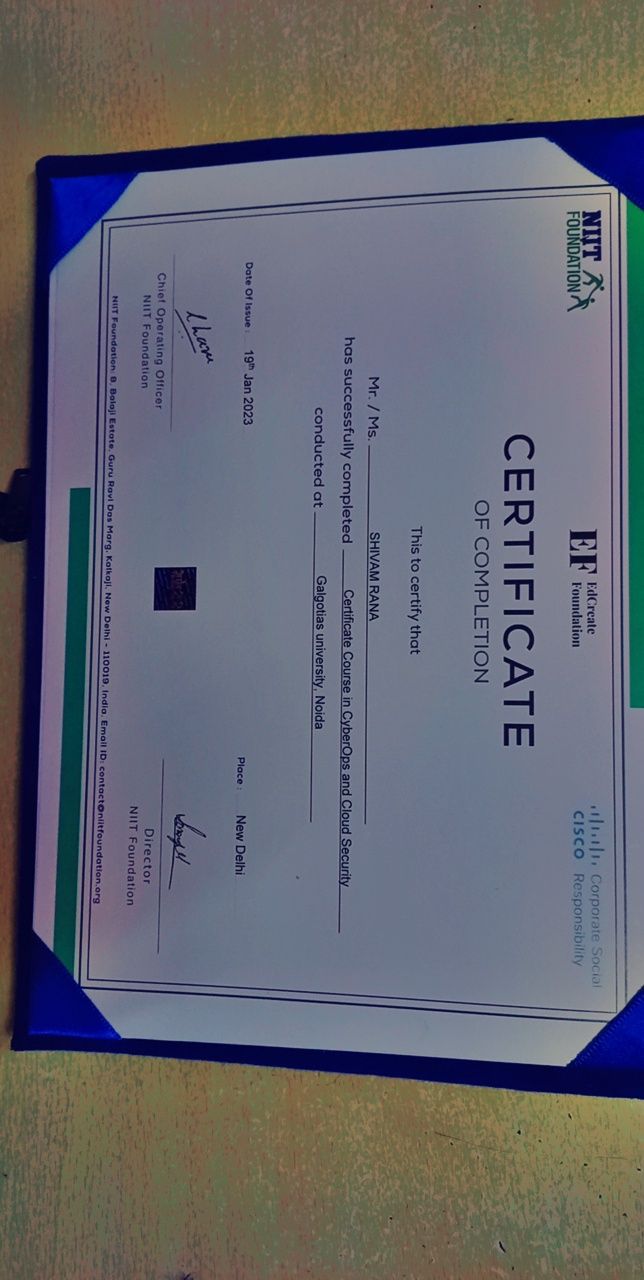 NIIT
FOUNDATION
EF EdCreate
Foundation
CISCO Corporate Social
Responsibility
CERTIFICATE
OF COMPLETION
This to certify that
Mr. / Ms. SHIVAM RANA
has successfully completed Certificate Course in CyberOps and Cloud Security
conducted at Galgotias university, Noida
Date Of Issue : 19th Jan 2023
Place : New Delhi
Chief Operating Officer
NIIT Foundation
Director
NIIT Foundation
NIIT Foundation: 8, Balaji Estate, Guru Ravi Das Marg, Kalkaji, New Delhi - 110019, India, Email ID: contact@niitfoundation.org